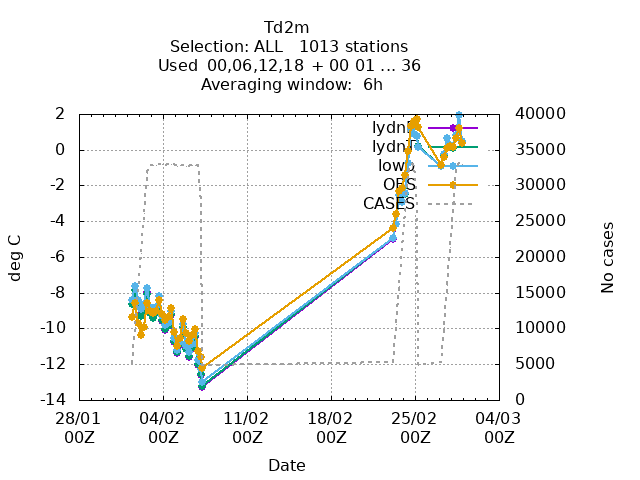 Td2m
Selection: ALL   1013 stations
Used  00,06,12,18  + 00 01 ... 36
Averaging window:  6h
2
0
-2
-4
-6
-8
-10
-12
-14
40000
35000
30000
25000
20000
15000
10000
5000
0
deg C
No cases
OBS
CASES
28/01
00Z
04/02
00Z
11/02
00Z
18/02
00Z
25/02
00Z
04/03
00Z
Date